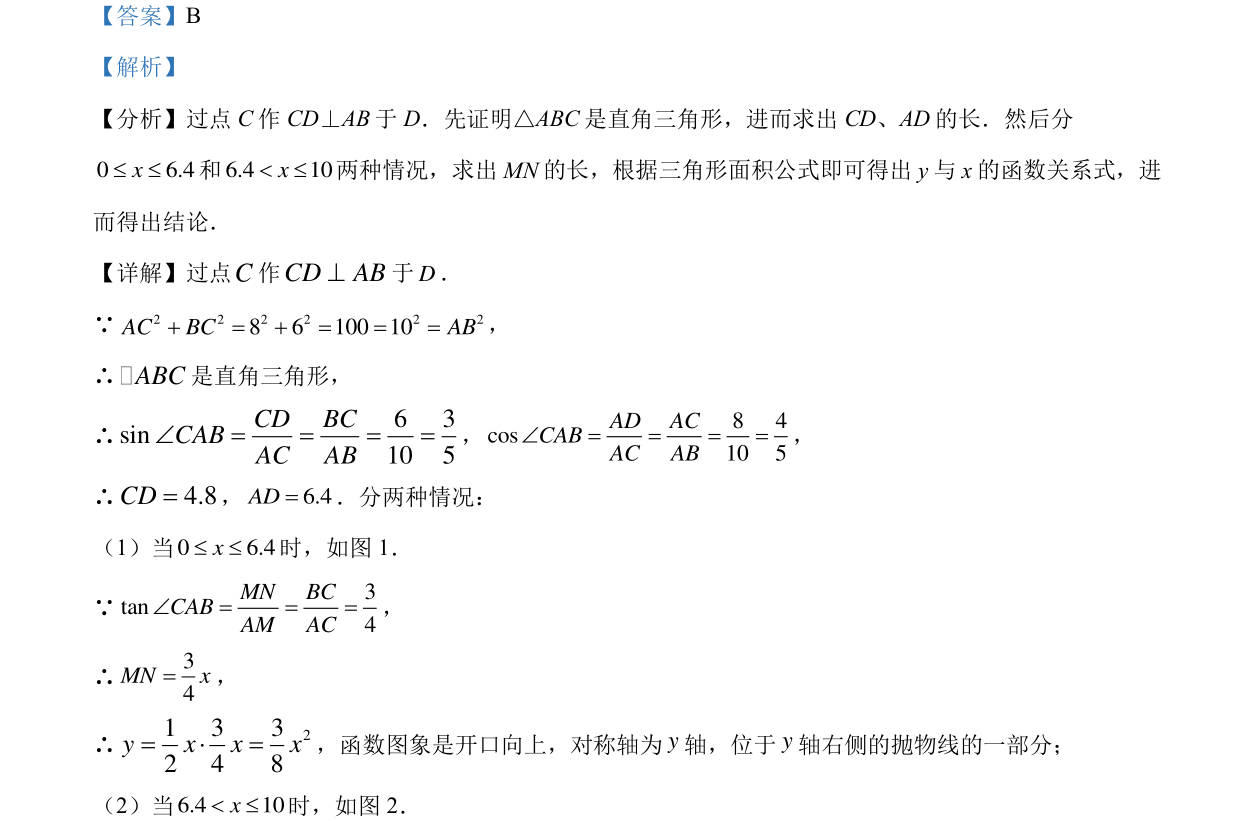 【答案】B
【解析】
【分析】过点 C 作 CD⊥AB 于 D．先证明△ABC 是直角三角形，进而求出 CD、AD 的长．然后分
0 ≤ x ≤ 6.4 和 6.4 < x ≤ 10 两种情况，求出 MN 的长，根据三角形面积公式即可得出 y 与 x 的函数关系式，进
而得出结论．
【详解】过点 C 作 CD ⊥ AB 于 D．
∵ AC² + BC² = 8² + 6² = 100 = 10² = AB²，
∴ □ABC 是直角三角形，
∴ sin ∠CAB = CD/AC = BC/AB = 6/10 = 3/5，cos ∠CAB = AD/AC = AC/AB = 8/10 = 4/5，
∴ CD = 4.8，AD = 6.4．分两种情况：
（1）当 0 ≤ x ≤ 6.4 时，如图 1．
∵ tan ∠CAB = MN/AM = BC/AC = 3/4，
∴ MN = 3/4 x，
∴ y = 1/2 x · 3/4 x = 3/8 x²，函数图象是开口向上，对称轴为 y 轴，位于 y 轴右侧的抛物线的一部分；
（2）当 6.4 < x ≤ 10 时，如图 2．